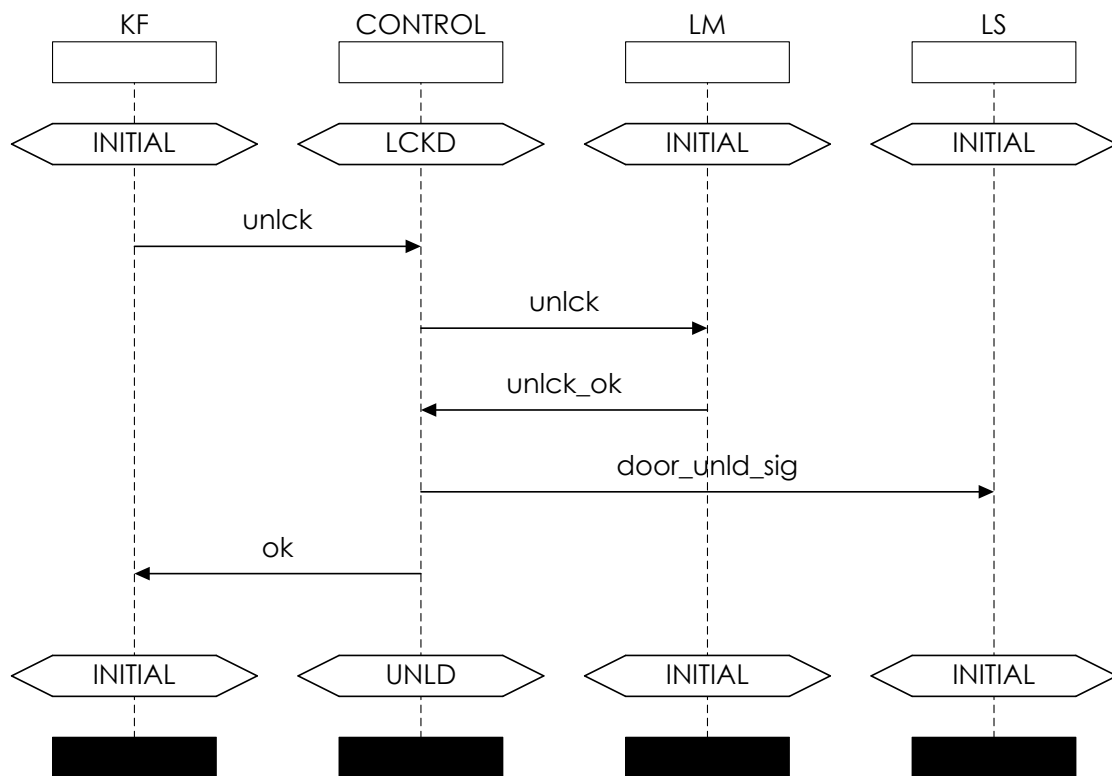 KF CONTROL LM LS
INITIAL LCKD INITIAL INITIAL
unlck
unlck
unlck_ok
door_unld_sig
ok
INITIAL UNLD INITIAL INITIAL